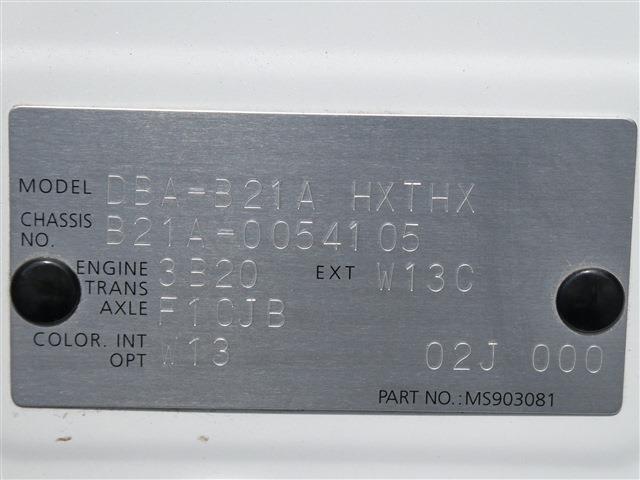 MODEL DBA-B21A HXTHX
CHASSIS NO. B21A-0054105
ENGINE 3B20 EXT W13C
TRANS AXLE F1CJB
COLOR. INT OPT W13 02J 000
PART NO.:MS903081